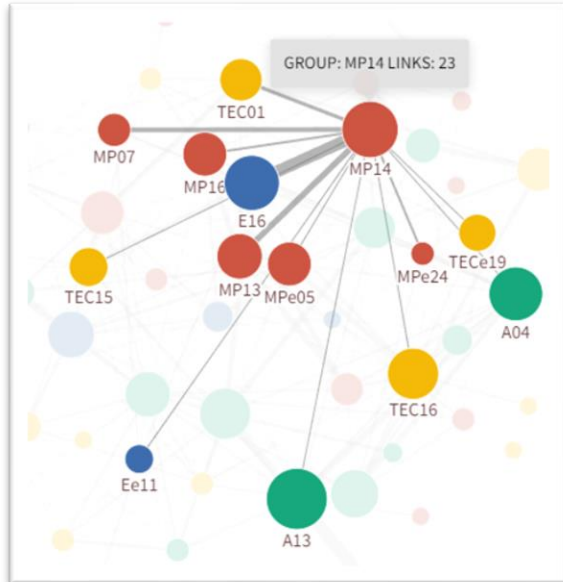 GROUP: MP14 LINKS: 23
TEC01
MP07
MP16
MP14
E16
TEC15
MP13
MPe05
MPe24
TECe19
A04
TEC16
Ee11
A13